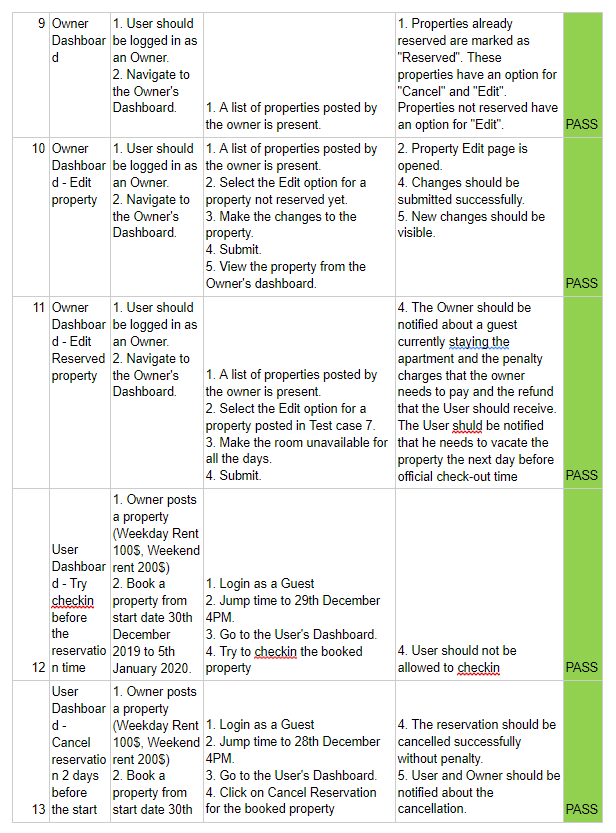 9
Owner
Dashboar
d
1. User should
be logged in as
an Owner.
2. Navigate to
the Owner's
Dashboard.
1. A list of properties posted by
the owner is present.
1. Properties already
reserved are marked as
"Reserved". These
properties have an option for
"Cancel" and "Edit".
Properties not reserved have
an option for "Edit".
PASS
10
Owner
Dashboar
d - Edit
property
1. User should
be logged in as
an Owner.
2. Navigate to
the Owner's
Dashboard.
1. A list of properties posted by
the owner is present.
2. Select the Edit option for a
property not reserved yet.
3. Make the changes to the
property.
4. Submit.
5. View the property from the
Owner's dashboard.
2. Property Edit page is
opened.
4. Changes should be
submitted successfully.
5. New changes should be
visible.
PASS
11
Owner
Dashboar
d - Edit
Reserved
property
1. User should
be logged in as
an Owner.
2. Navigate to
the Owner's
Dashboard.
1. A list of properties posted by
the owner is present.
2. Select the Edit option for a
property posted in Test case 7.
3. Make the room unavailable for
all the days.
4. Submit.
4. The Owner should be
notified about a guest
currently staying the
apartment and the penalty
charges that the owner
needs to pay and the refund
that the User should receive.
The User shuld be notified
that he needs to vacate the
property the next day before
official check-out time
PASS
12
User
Dashboar
d - Try
checkin
before
the
reservatio
n time
1. Owner posts
a property
(Weekday Rent
100$, Weekend
rent 200$)
2. Book a
property from
start date 30th
December
2019 to 5th
January 2020.
1. Login as a Guest
2. Jump time to 29th December
4PM.
3. Go to the User's Dashboard.
4. Try to checkin the booked
property
4. User should not be
allowed to checkin
PASS
13
User
Dashboar
d -
Cancel
reservatio
n 2 days
before
the start
1. Owner posts
a property
(Weekday Rent
100$, Weekend
rent 200$)
2. Book a
property from
start date 30th
1. Login as a Guest
2. Jump time to 28th December
4PM.
3. Go to the User's Dashboard.
4. Click on Cancel Reservation
for the booked property
4. The reservation should be
cancelled successfully
without penalty.
5. User and Owner should be
notified about the
cancellation.
PASS